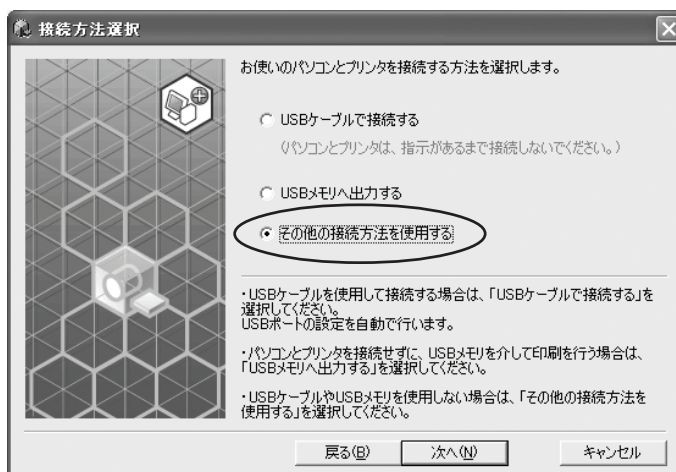 接続方法選択
お使いのパソコンとプリンタを接続する方法を選択します。
USBケーブルで接続する
(パソコンとプリンタは、指示があるまで接続しないでください。)
USBメモリへ出力する
その他の接続方法を使用する
・USBケーブルを使用して接続する場合は、「USBケーブルで接続する」を
選択してください。
USBポートの設定を自動で行います。
・パソコンとプリンタを接続せずに、USBメモリを介して印刷を行う場合は、
「USBメモリへ出力する」を選択してください。
・USBケーブルやUSBメモリを使用しない場合は、「その他の接続方法を
使用する」を選択してください。
戻る(B)
次へ(N)
キャンセル